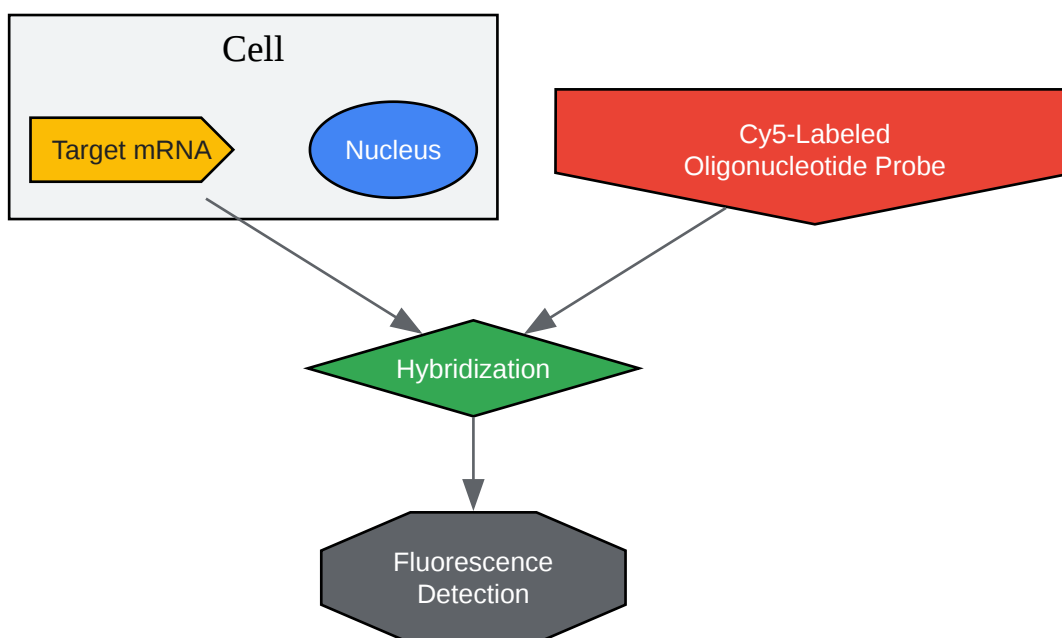 Cell
Target mRNA
Nucleus
Cy5-Labeled
Oligonucleotide Probe
Hybridization
Fluorescence
Detection